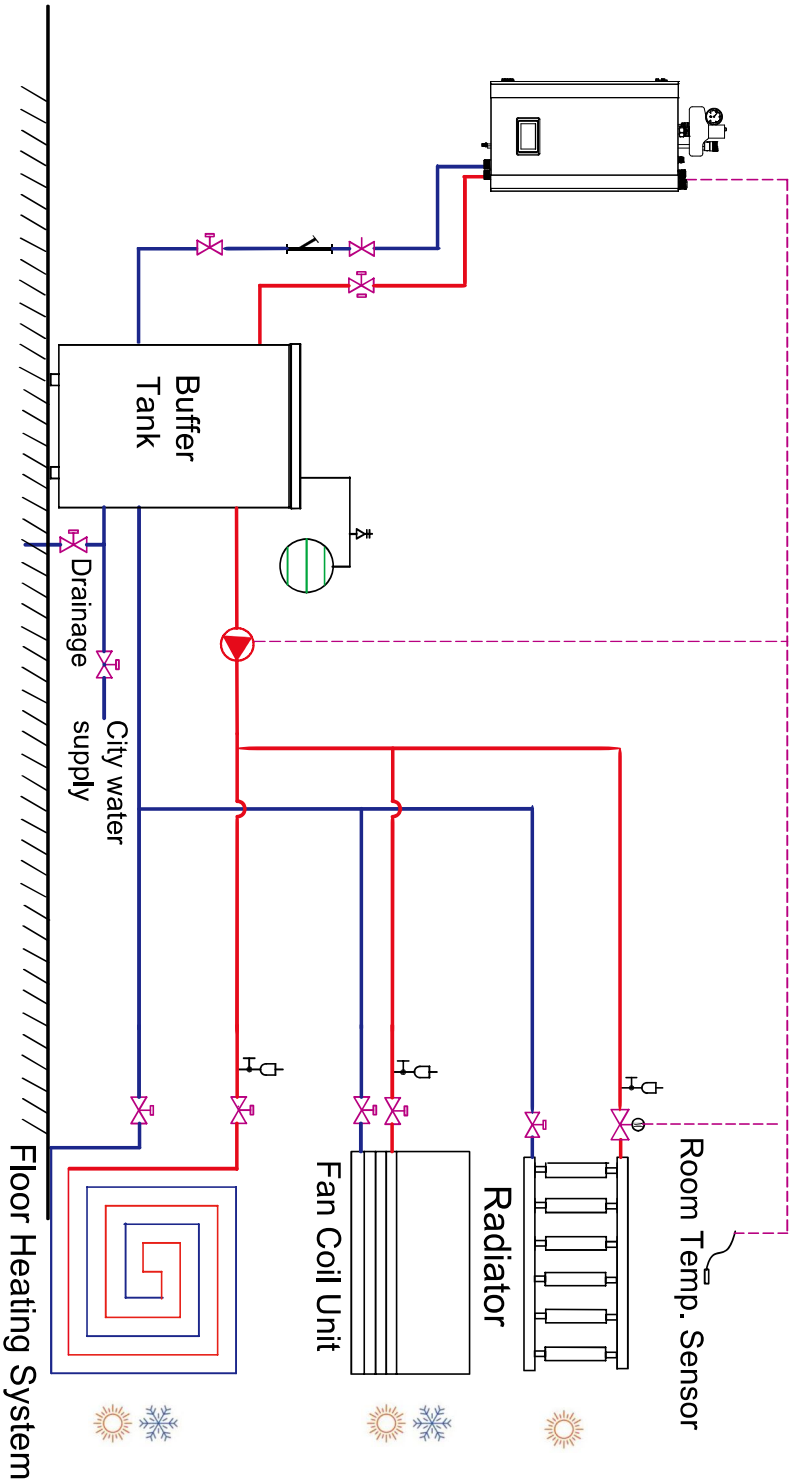 Buffer
Tank
Drainage
City water
supply
Room Temp. Sensor
Radiator
Fan Coil Unit
Floor Heating System